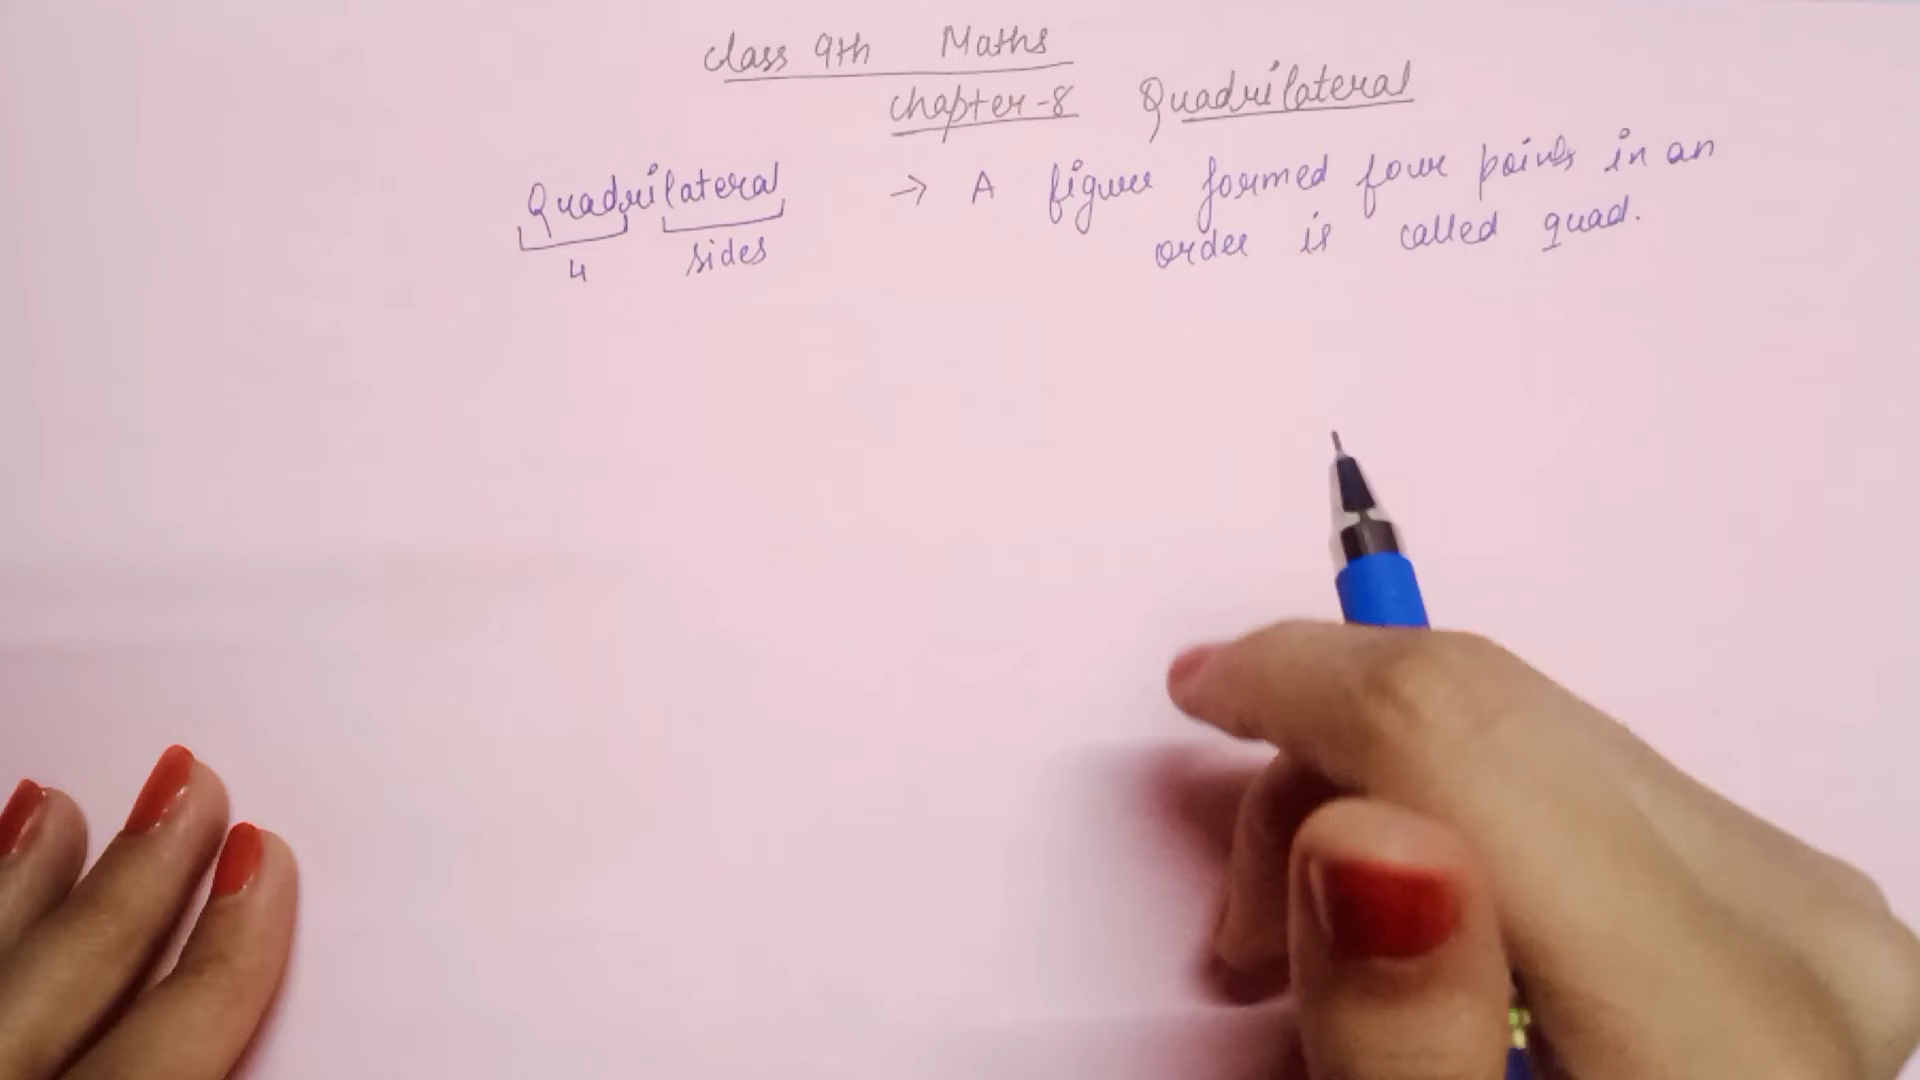 class 9th Maths
chapter-8 Quadrilateral
Quadrilateral → A figure formed four points in an
order is called quad.
4 sides